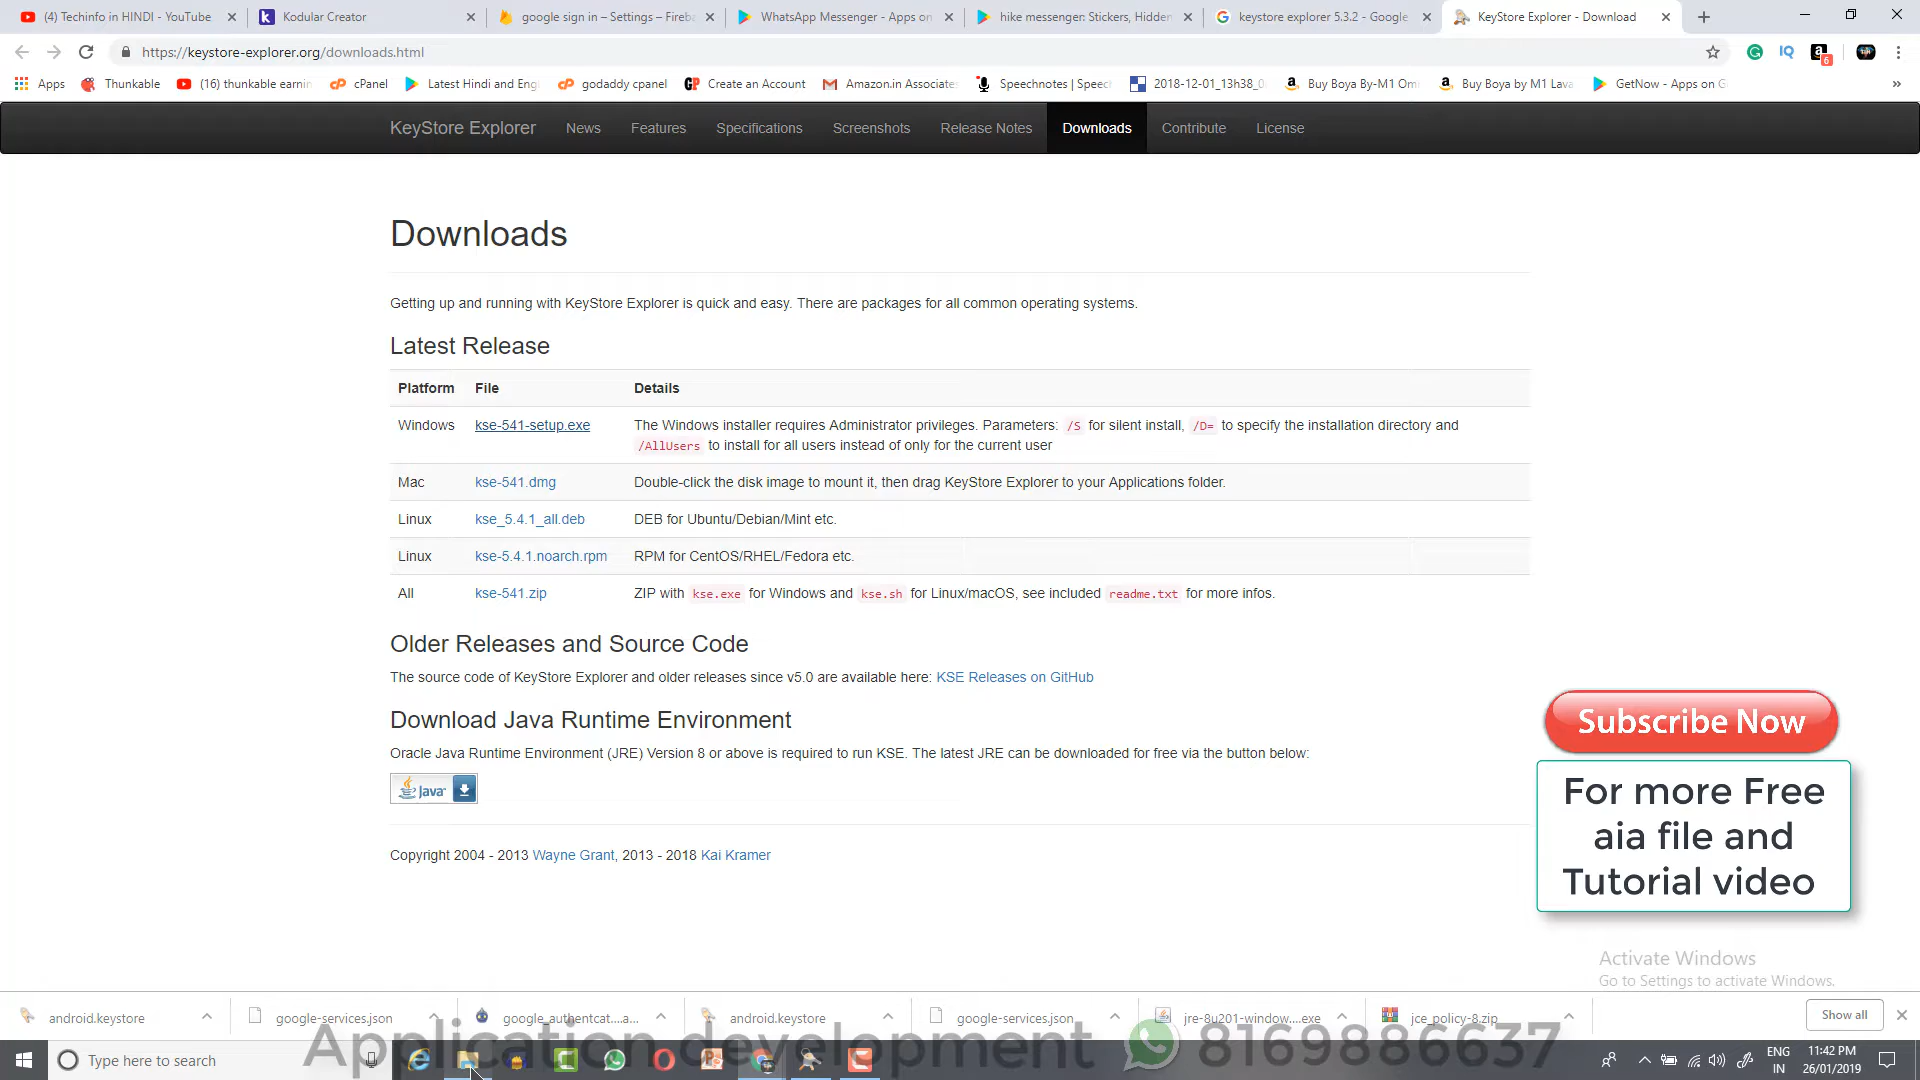 (4) Techinfo in HINDI - YouTube
Kodular Creator
google sign in – Settings – Fireba
WhatsApp Messenger - Apps on
hike messenger: Stickers, Hidden
keystore explorer 5.3.2 - Google
KeyStore Explorer - Download
https://keystore-explorer.org/downloads.html
Apps
Thunkable
(16) thunkable earnin
cPanel
Latest Hindi and Eng
godaddy cpanel
Create an Account
Amazon.in Associates
Speechnotes | Speec
2018-12-01_13h38_0
Buy Boya By-M1 Om
Buy Boya by M1 Lava
GetNow - Apps on G
KeyStore Explorer
News
Features
Specifications
Screenshots
Release Notes
Downloads
Contribute
License
Downloads
Getting up and running with KeyStore Explorer is quick and easy. There are packages for all common operating systems.
Latest Release
Platform File Details
Windows kse-541-setup.exe The Windows installer requires Administrator privileges. Parameters: /S for silent install, /D= to specify the installation directory and
/AllUsers to install for all users instead of only for the current user
Mac kse-541.dmg Double-click the disk image to mount it, then drag KeyStore Explorer to your Applications folder.
Linux kse_5.4.1_all.deb DEB for Ubuntu/Debian/Mint etc.
Linux kse-5.4.1.noarch.rpm RPM for CentOS/RHEL/Fedora etc.
All kse-541.zip ZIP with kse.exe for Windows and kse.sh for Linux/macOS, see included readme.txt for more infos.
Older Releases and Source Code
The source code of KeyStore Explorer and older releases since v5.0 are available here: KSE Releases on GitHub
Download Java Runtime Environment
Oracle Java Runtime Environment (JRE) Version 8 or above is required to run KSE. The latest JRE can be downloaded for free via the button below:
Java
Copyright 2004 - 2013 Wayne Grant, 2013 - 2018 Kai Kramer
Subscribe Now
For more Free
aia file and
Tutorial video
Activate Windows
Go to Settings to activate Windows.
android.keystore
google-services.json
google_authentcat....a...
android.keystore
google-services.json
jre-8u201-window....exe
jce_policy-8.zip
Show all
Application development 8169886637
Type here to search
ENG
IN
11:42 PM
26/01/2019